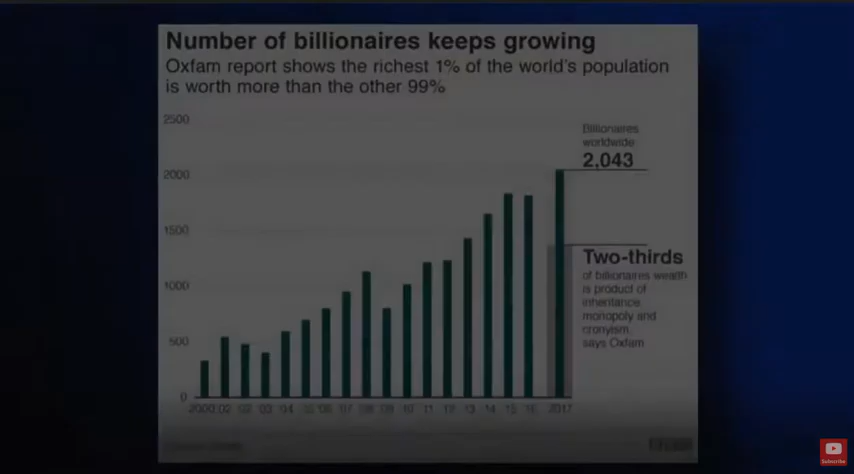 Number of billionaires keeps growing
Oxfam report shows the richest 1% of the world's population
is worth more than the other 99%
2500
Billionaires
worldwide
2,043
2000
1500
Two-thirds
of billionaires wealth
is product of
inheritance,
monopoly and
cronyism,
says Oxfam
1000
500
0
2000 02 02 03 04 05 06 07 08 09 10 11 12 13 14 15 16 2017
Subscribe